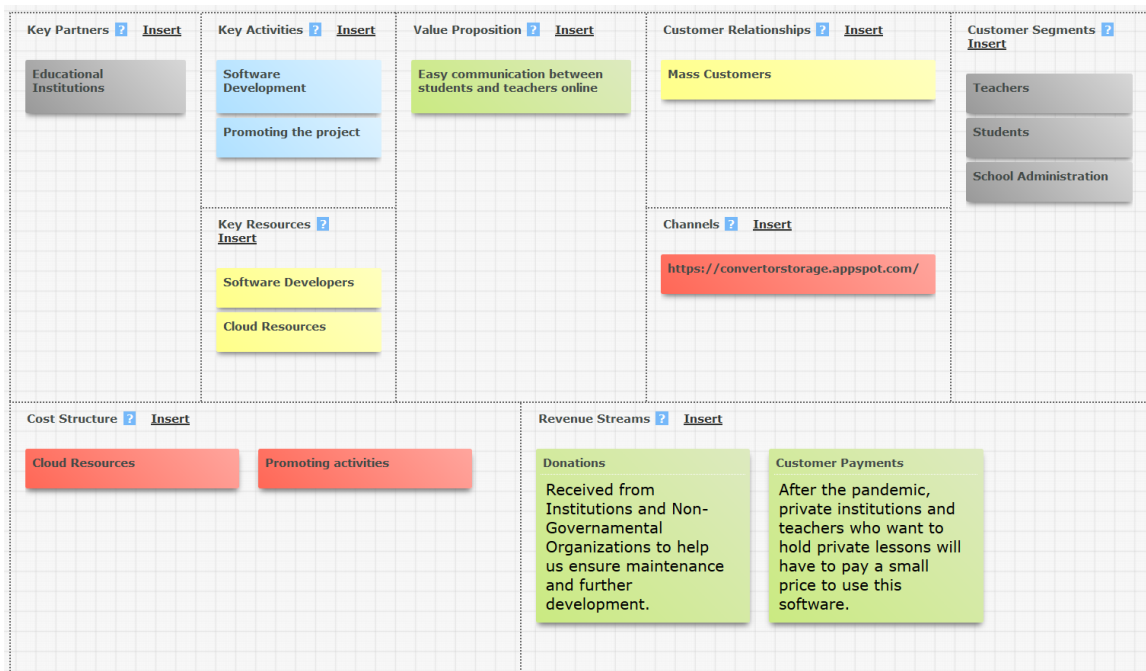 Key Partners ? Insert
Educational
Institutions
Key Activities ? Insert
Software
Development
Promoting the project
Key Resources ?
Insert
Software Developers
Cloud Resources
Value Proposition ? Insert
Easy communication between
students and teachers online
Customer Relationships ? Insert
Mass Customers
Channels ? Insert
https://convertorstorage.appspot.com/
Customer Segments ?
Insert
Teachers
Students
School Administration
Cost Structure ? Insert
Cloud Resources
Promoting activities
Revenue Streams ? Insert
Donations
Received from
Institutions and Non-
Governamental
Organizations to help
us ensure maintenance
and further
development.
Customer Payments
After the pandemic,
private institutions and
teachers who want to
hold private lessons will
have to pay a small
price to use this
software.